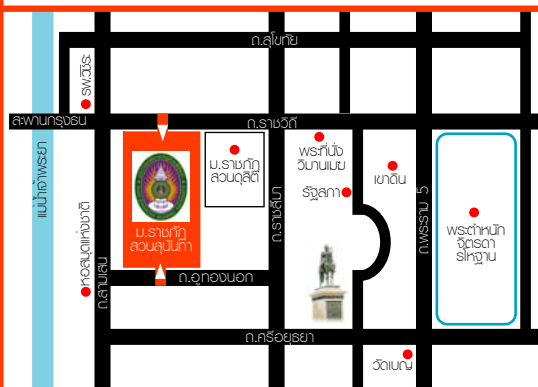 ถ.สุโขทัย
รพ.วชิระ
สะพานกรุงธน
ถ.ราชวิถี
แม่น้ำเจ้าพระยา
ม.ราชภัฏ
สวนดุสิต
พระที่นั่ง
วิมานเมฆ
รัฐสภา
เขาดิน
ม.ราชภัฏ
สวนสุนันทา
ถ.ราชสีมา
ถ.พระราม 5
พระตำหนัก
จิตรดา
รโหฐาน
หอสมุดแห่งชาติ
ถ.สามเสน
ถ.อู่ทองนอก
ถ.ศรีอยุธยา
วัดเบญ